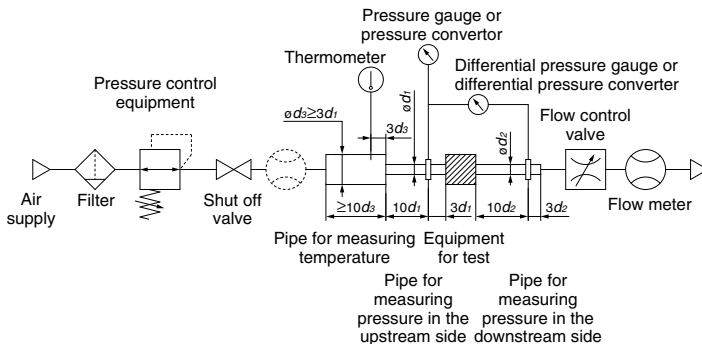 Pressure gauge or
pressure convertor
Thermometer
Differential pressure gauge or
differential pressure converter
Pressure control
equipment
ød₃≥3d₁
3d₃
ød₁
ød₂
Flow control
valve
Air
supply
Filter
Shut off
valve
≥10d₃
10d₁
3d₁
10d₂
3d₂
Flow meter
Pipe for measuring
temperature
Equipment
for test
Pipe for
measuring
pressure in the
upstream side
Pipe for
measuring
pressure in the
downstream side